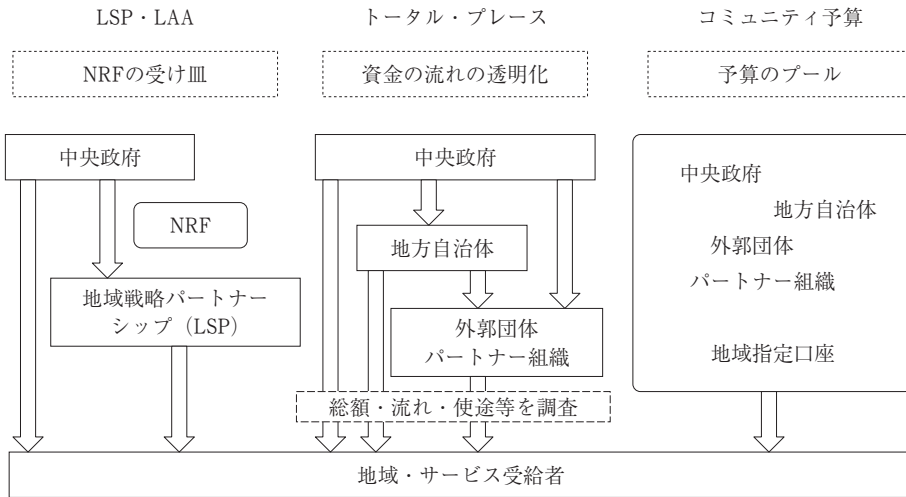 LSP・LAA
NRFの受け皿
中央政府
NRF
地域戦略パートナー
シップ（LSP）
トータル・プレース
資金の流れの透明化
中央政府
地方自治体
外郭団体
パートナー組織
総額・流れ・使途等を調査
コミュニティ予算
予算のプール
中央政府
地方自治体
外郭団体
パートナー組織
地域指定口座
地域・サービス受給者